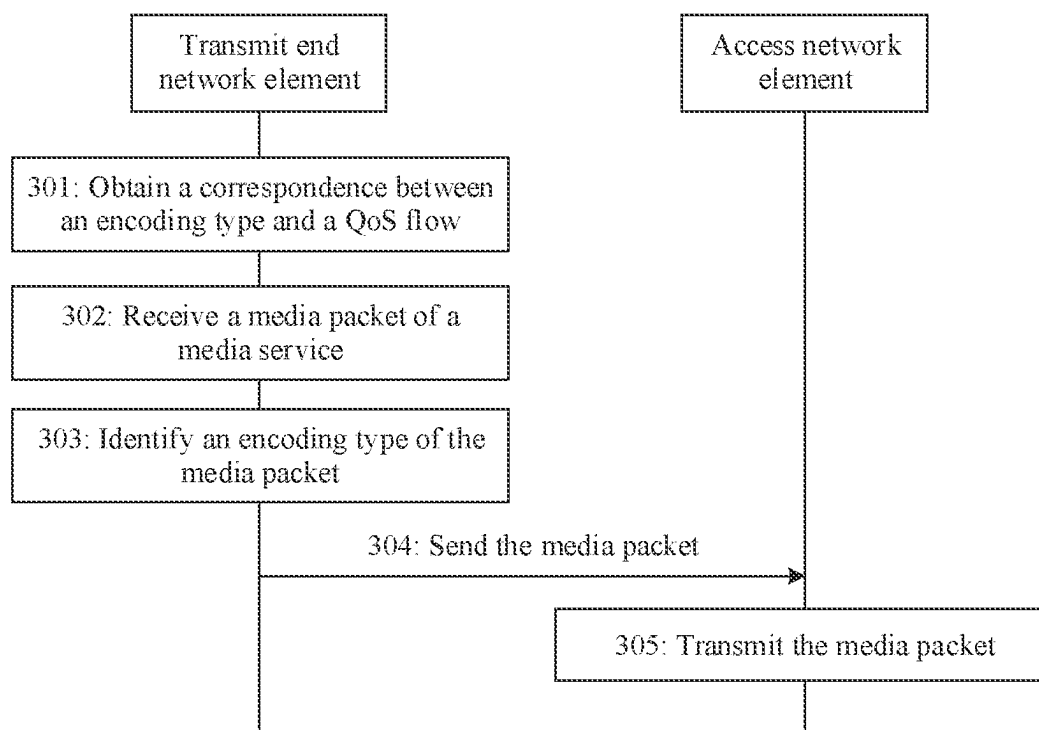 Transmit end
network element
Access network
element
301: Obtain a correspondence between
an encoding type and a QoS flow
302: Receive a media packet of a
media service
303: Identify an encoding type of the
media packet
304: Send the media packet
305: Transmit the media packet